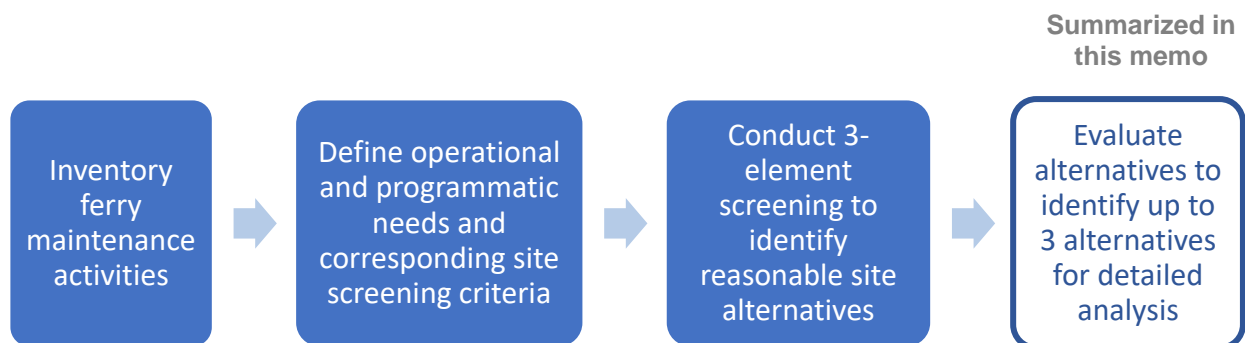 Summarized in
this memo
Inventory
ferry
maintenance
activities
Define operational
and programmatic
needs and
corresponding site
screening criteria
Conduct 3-
element
screening to
identify
reasonable site
alternatives
Evaluate
alternatives to
identify up to
3 alternatives
for detailed
analysis